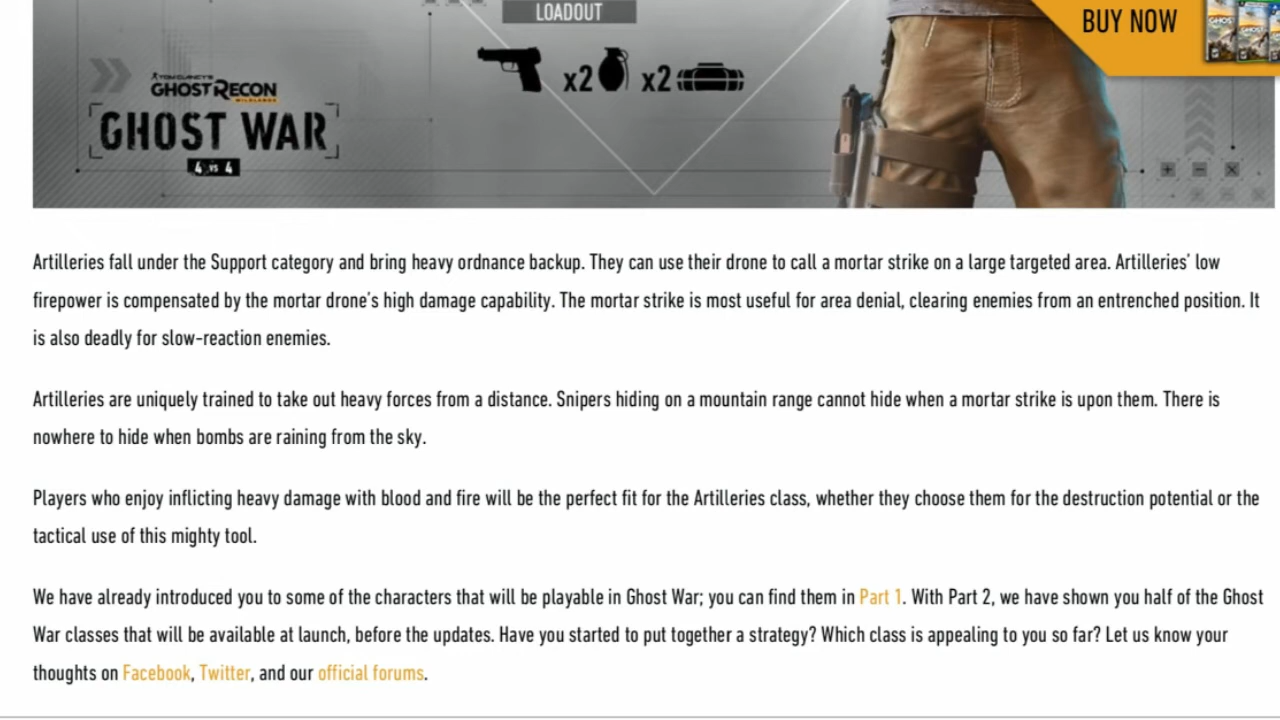 LOADOUT
BUY NOW
x2 x2
TOM CLANCY'S
GHOST RECON
WILDLANDS
GHOST WAR
4 VS 4
Artilleries fall under the Support category and bring heavy ordnance backup. They can use their drone to call a mortar strike on a large targeted area. Artilleries' low
firepower is compensated by the mortar drone's high damage capability. The mortar strike is most useful for area denial, clearing enemies from an entrenched position. It
is also deadly for slow-reaction enemies.
Artilleries are uniquely trained to take out heavy forces from a distance. Snipers hiding on a mountain range cannot hide when a mortar strike is upon them. There is
nowhere to hide when bombs are raining from the sky.
Players who enjoy inflicting heavy damage with blood and fire will be the perfect fit for the Artilleries class, whether they choose them for the destruction potential or the
tactical use of this mighty tool.
We have already introduced you to some of the characters that will be playable in Ghost War; you can find them in Part 1. With Part 2, we have shown you half of the Ghost
War classes that will be available at launch, before the updates. Have you started to put together a strategy? Which class is appealing to you so far? Let us know your
thoughts on Facebook, Twitter, and our official forums.